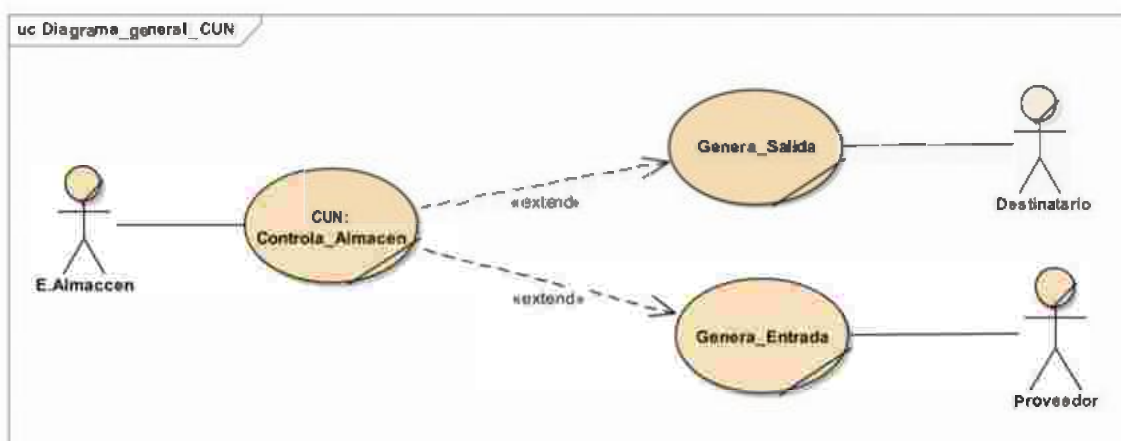 uc Diagrama_general_CUN
Genera_Salida
Destinatario
«extend»
CUN:
Controla_Almacen
E.Almaccen
«extend»
Genera_Entrada
Proveedor